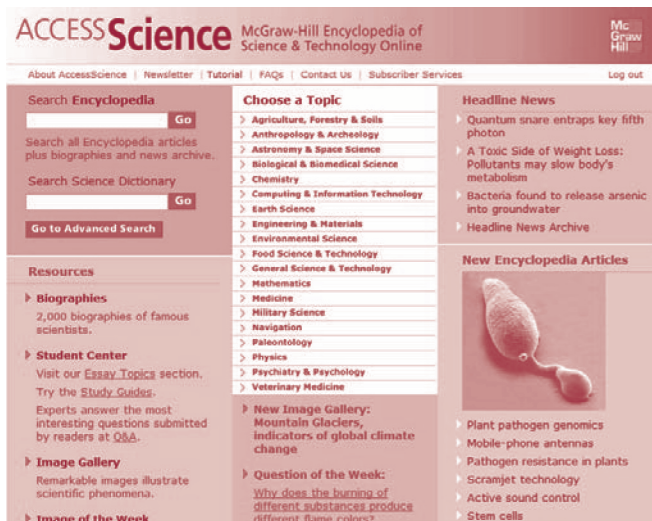 ACCESSScience McGraw-Hill Encyclopedia of
Science & Technology Online
Mc
Graw
Hill
About AccessScience | Newsletter | Tutorial | FAQs | Contact Us | Subscriber Services
Log out
Search Encyclopedia
Go
Search all Encyclopedia articles
plus biographies and news archive.
Search Science Dictionary
Go
Go to Advanced Search
Resources
Biographies
2,000 biographies of famous
scientists.
Student Center
Visit our Essay Topics section.
Try the Study Guides.
Experts answer the most
interesting questions submitted
by readers at Q&A.
Image Gallery
Remarkable images illustrate
scientific phenomena.
Image of the Week
Choose a Topic
Agriculture, Forestry & Soils
Anthropology & Archeology
Astronomy & Space Science
Biological & Biomedical Science
Chemistry
Computing & Information Technology
Earth Science
Engineering & Materials
Environmental Science
Food Science & Technology
General Science & Technology
Mathematics
Medicine
Military Science
Navigation
Paleontology
Physics
Psychiatry & Psychology
Veterinary Medicine
New Image Gallery:
Mountain Glaciers,
indicators of global climate
change
Question of the Week:
Why does the burning of
different substances produce
different flame colors?
Headline News
Quantum snare entraps key fifth
photon
A Toxic Side of Weight Loss:
Pollutants may slow body's
metabolism
Bacteria found to release arsenic
into groundwater
Headline News Archive
New Encyclopedia Articles
Plant pathogen genomics
Mobile-phone antennas
Pathogen resistance in plants
Scramjet technology
Active sound control
Stem cells